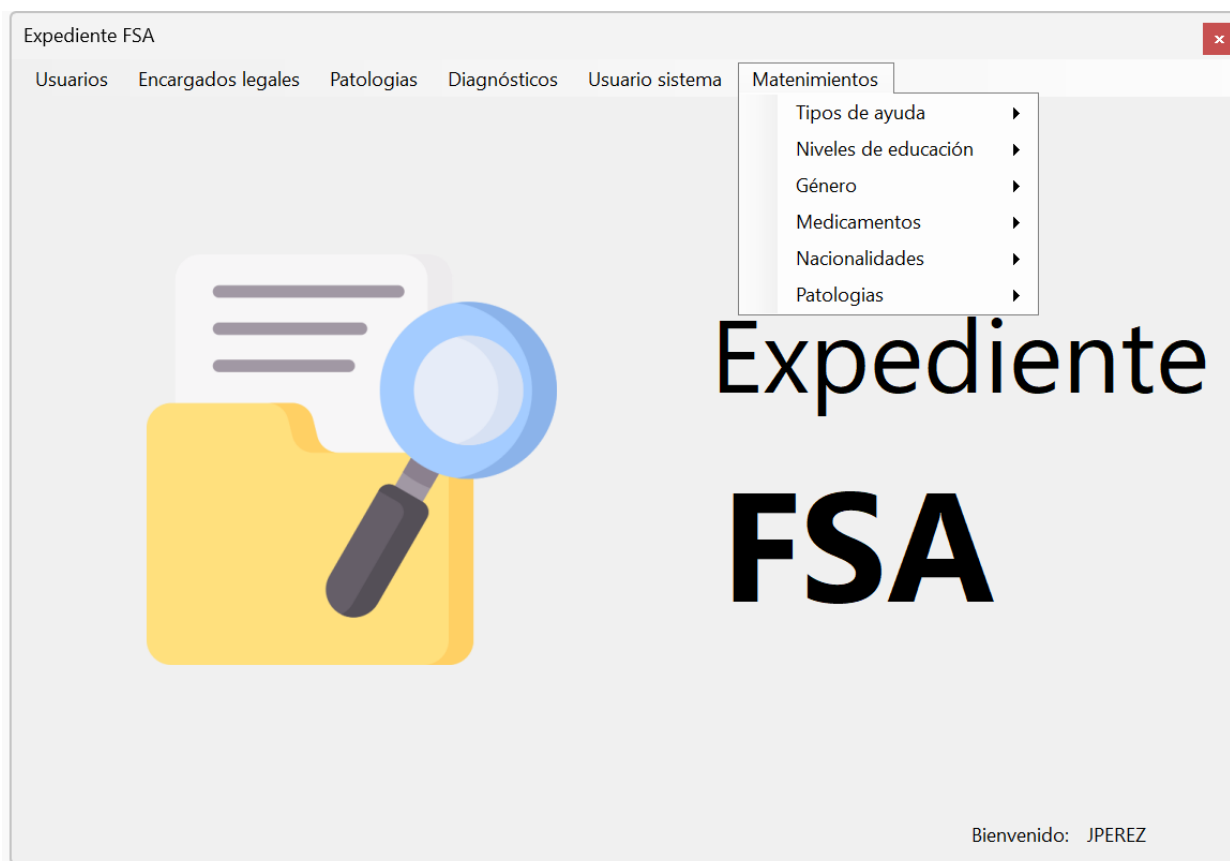 Expediente FSA
Usuarios Encargados legales Patologias Diagnósticos Usuario sistema Matenimientos
Tipos de ayuda
Niveles de educación
Género
Medicamentos
Nacionalidades
Patologias
Expediente
FSA
Bienvenido: JPEREZ